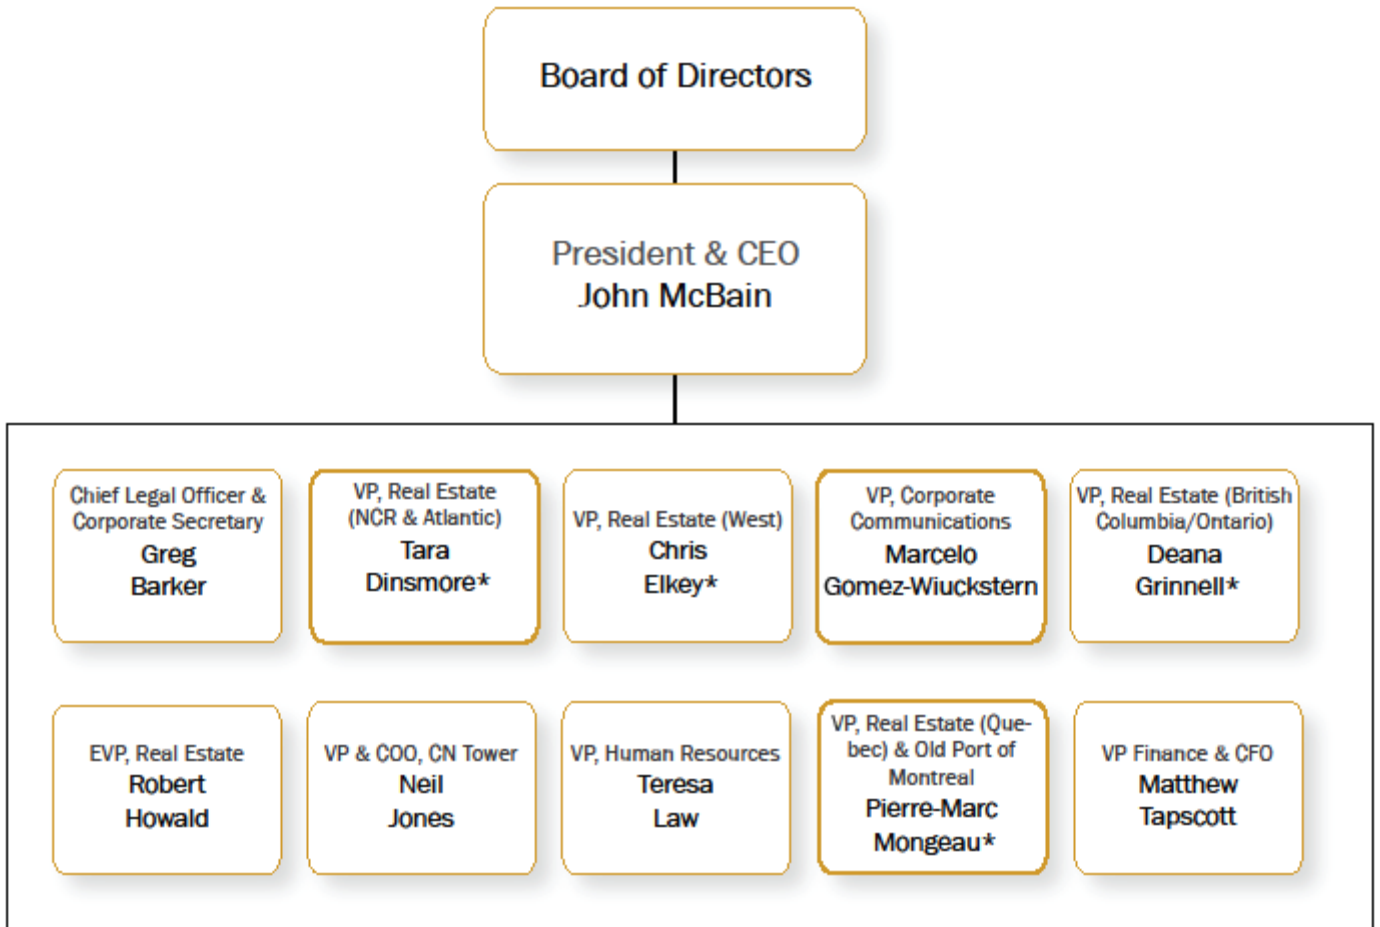 Board of Directors
President & CEO
John McBain
Chief Legal Officer &
Corporate Secretary
Greg
Barker
VP, Real Estate
(NCR & Atlantic)
Tara
Dinsmore*
VP, Real Estate (West)
Chris
Elkey*
VP, Corporate
Communications
Marcelo
Gomez-Wiuckstern
VP, Real Estate (British
Columbia/Ontario)
Deana
Grinnell*
EVP, Real Estate
Robert
Howald
VP & COO, CN Tower
Neil
Jones
VP, Human Resources
Teresa
Law
VP, Real Estate (Que-
bec) & Old Port of
Montreal
Pierre-Marc
Mongeau*
VP Finance & CFO
Matthew
Tapscott